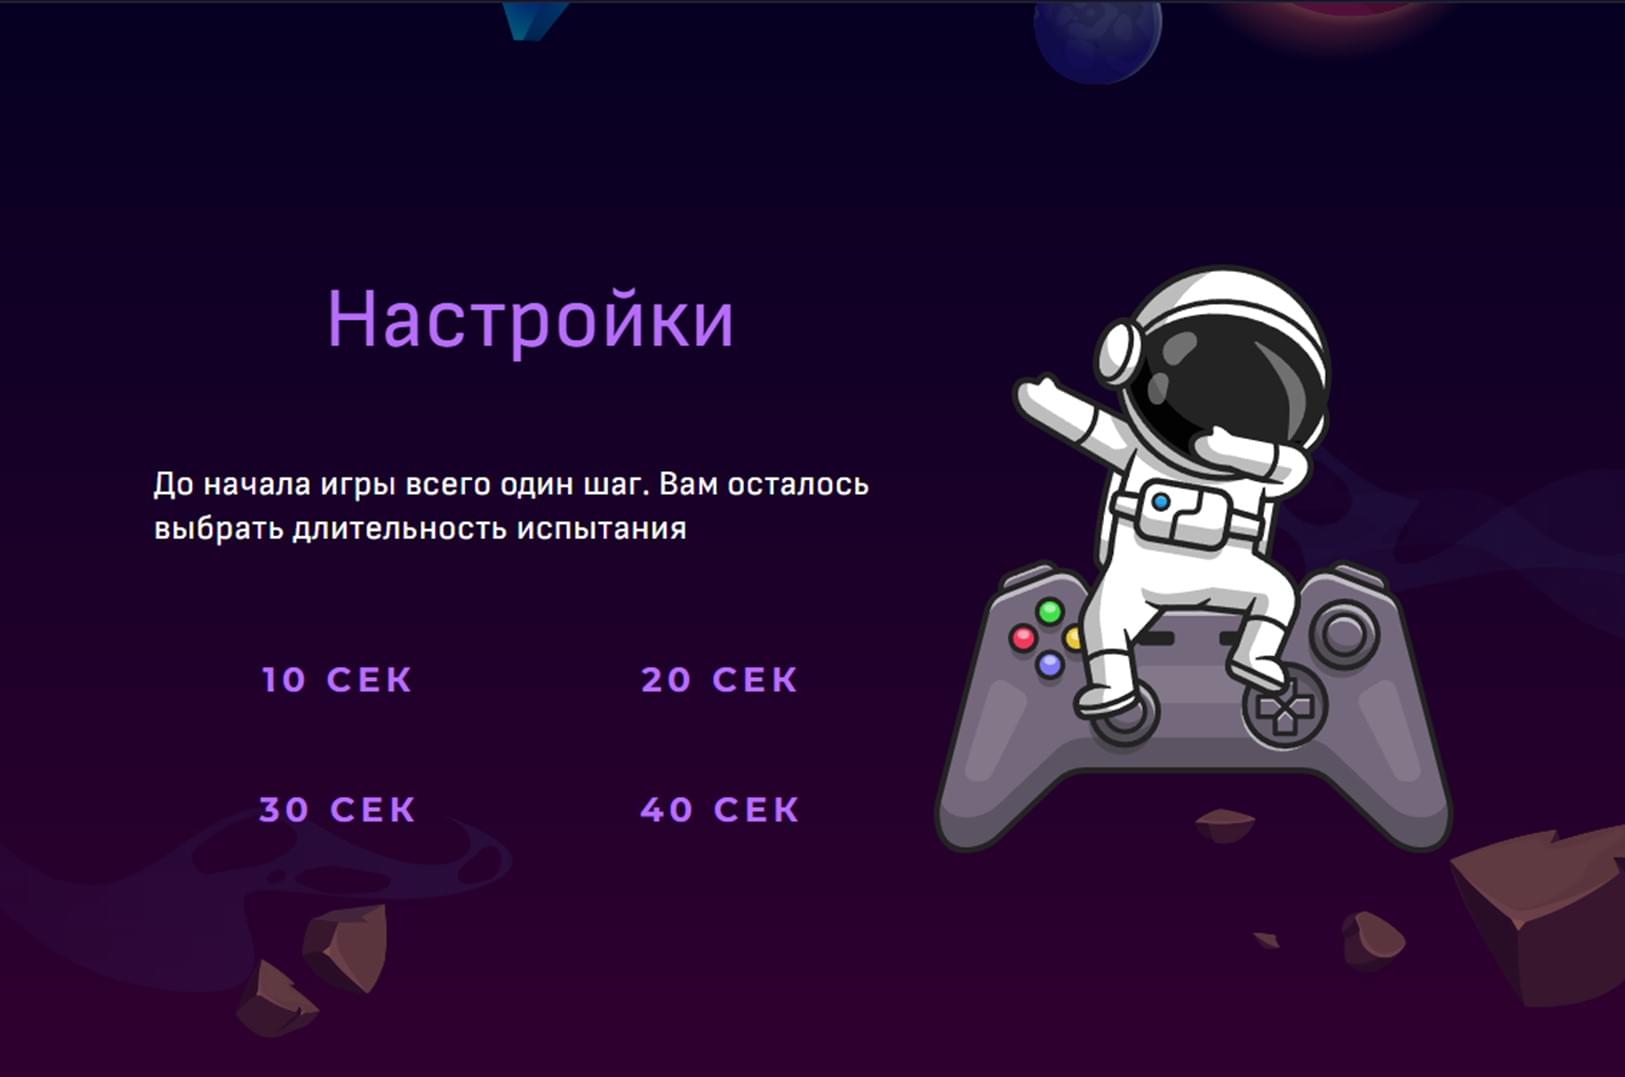 Настройки
До начала игры всего один шаг. Вам осталось
выбрать длительность испытания
10 СЕК
20 СЕК
30 СЕК
40 СЕК